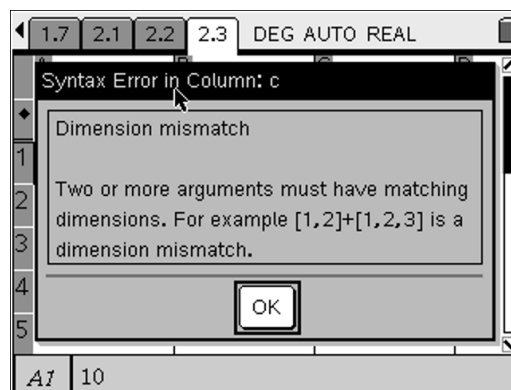 1.7 2.1 2.2 2.3 DEG AUTO REAL
Syntax Error in Column: c
Dimension mismatch
Two or more arguments must have matching
dimensions. For example [1,2]+[1,2,3] is a
dimension mismatch.
1
2
3
4
5
OK
A1 10